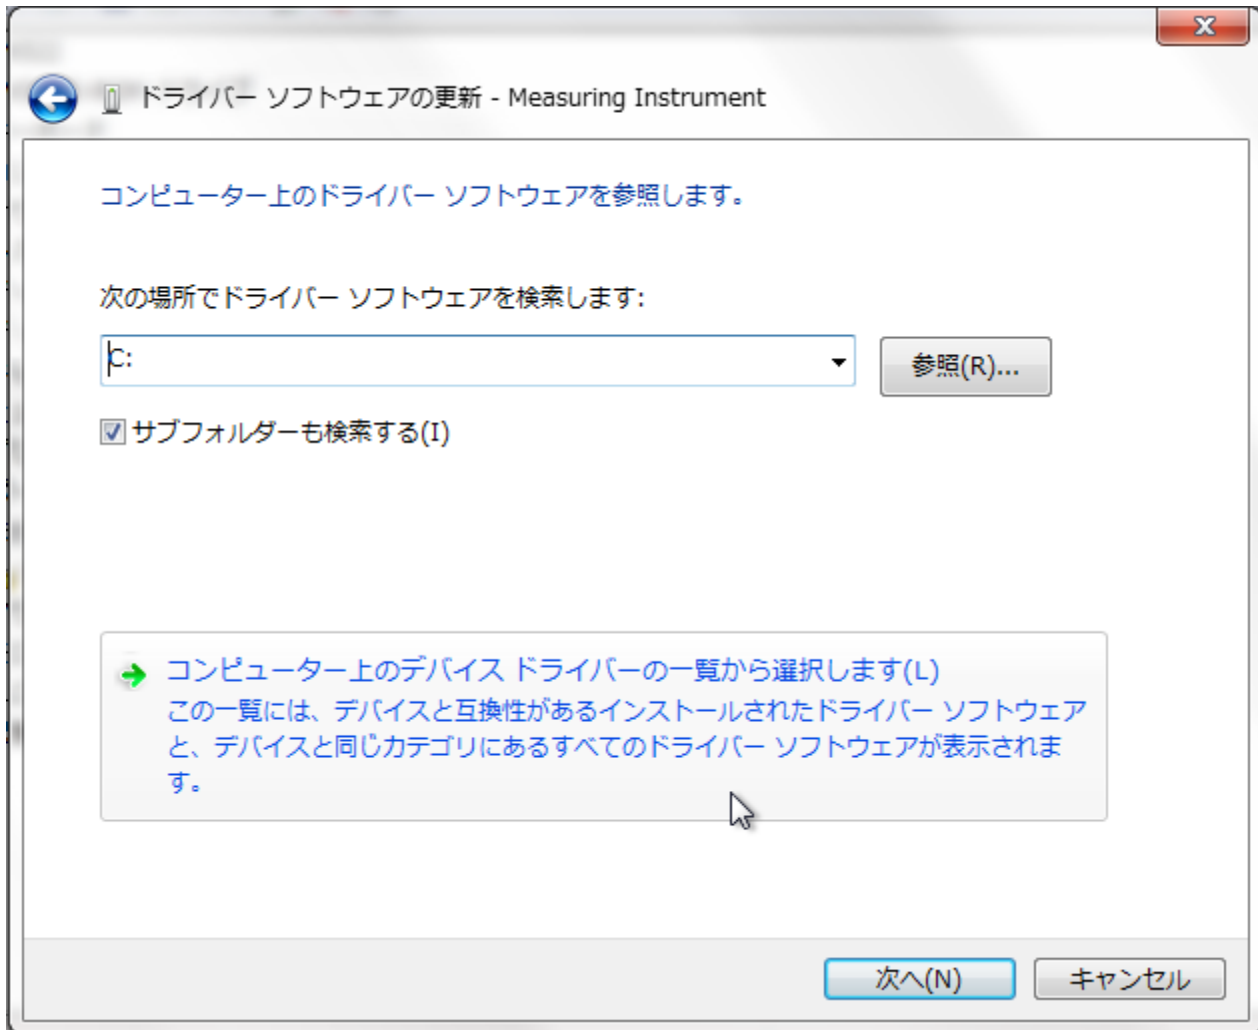 ドライバー ソフトウェアの更新 - Measuring Instrument
コンピューター上のドライバー ソフトウェアを参照します。
次の場所でドライバー ソフトウェアを検索します:
C:
参照(R)...
サブフォルダーも検索する(I)
コンピューター上のデバイス ドライバーの一覧から選択します(L)
この一覧には、デバイスと互換性があるインストールされたドライバー ソフトウェア
と、デバイスと同じカテゴリにあるすべてのドライバー ソフトウェアが表示されま
す。
次へ(N)
キャンセル